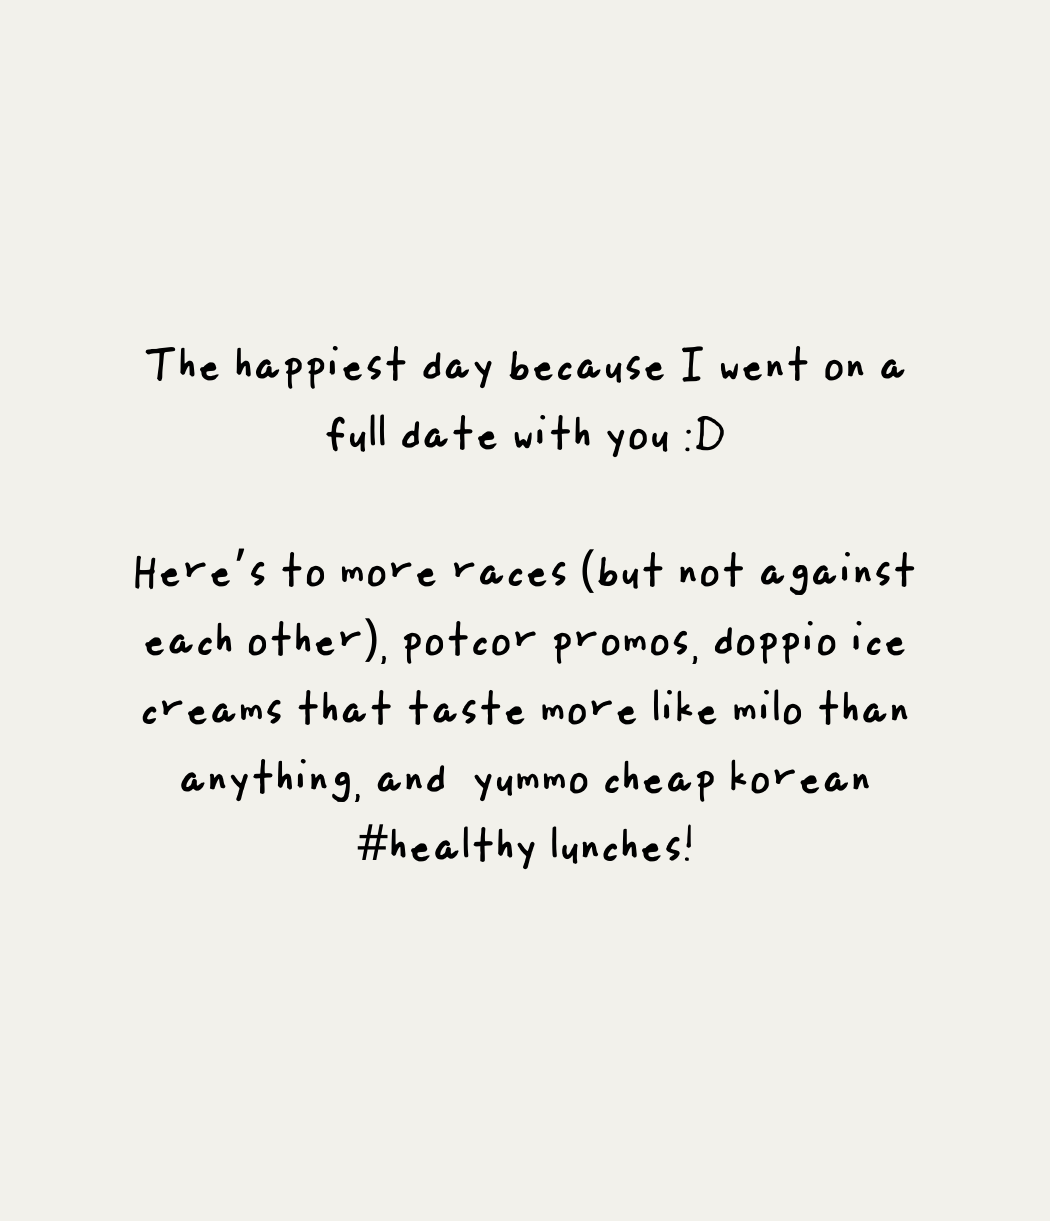 The happiest day because I went on a
full date with you :D
Here's to more races (but not against
each other), potcor promos, doppio ice
creams that taste more like milo than
anything, and  yummo cheap korean
#healthy lunches!